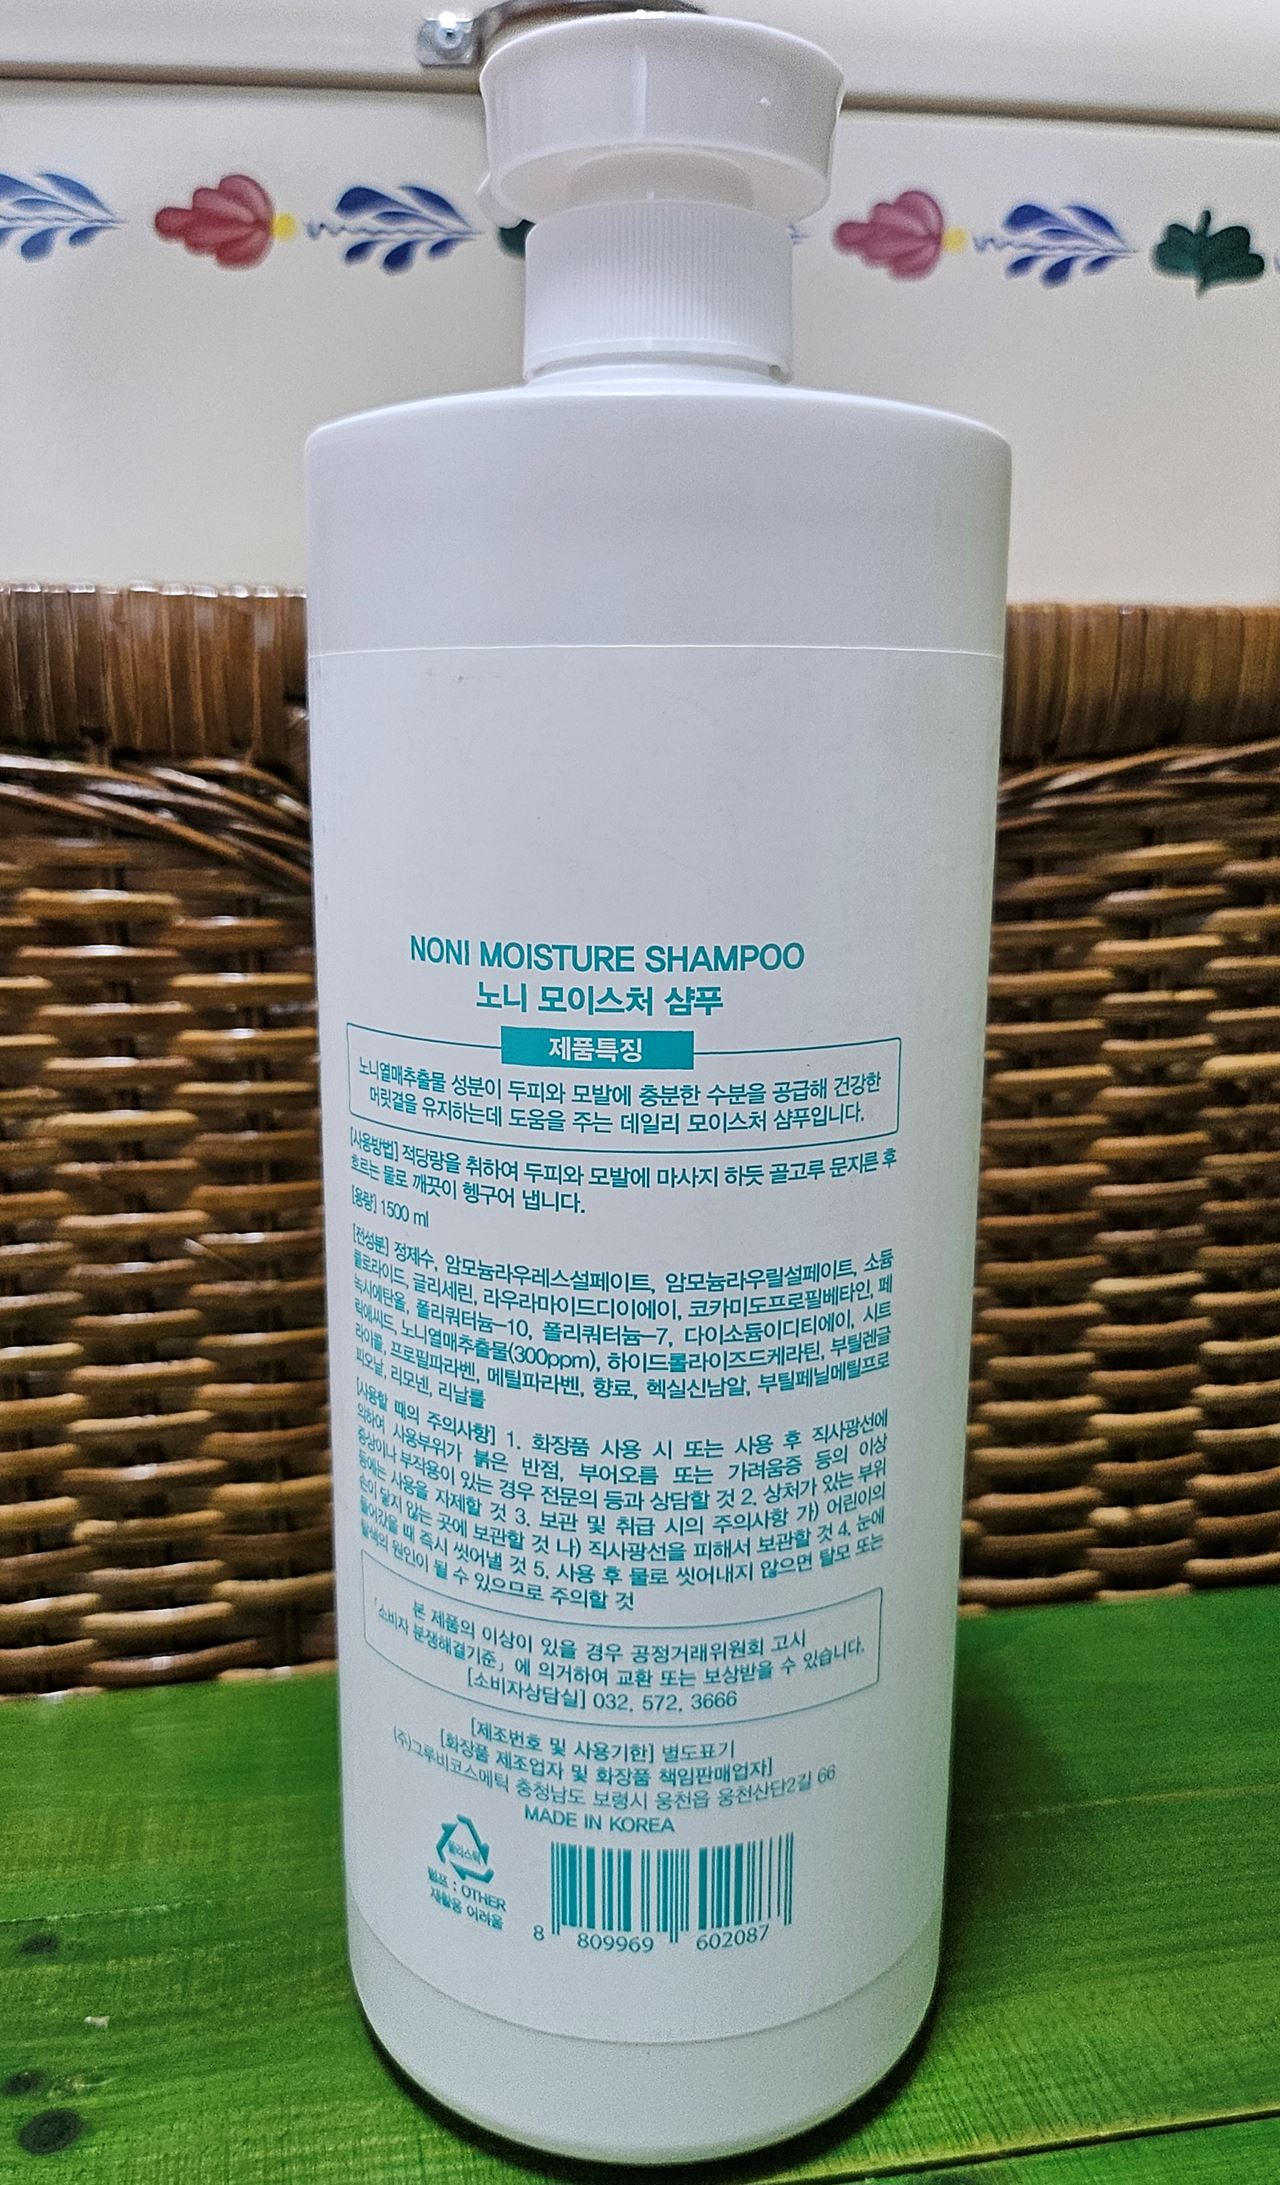 NONI MOISTURE SHAMPOO
노니 모이스처 샴푸
제품특징
노니열매추출물 성분이 두피와 모발에 충분한 수분을 공급해 건강한
머릿결을 유지하는데 도움을 주는 데일리 모이스처 샴푸입니다.
[사용방법] 적당량을 취하여 두피와 모발에 마사지 하듯 골고루 문지른 후
흐르는 물로 깨끗이 헹구어 냅니다.
[용량] 1500 ml
[전성분] 정제수, 암모늄라우레스설페이트, 암모늄라우릴설페이트, 소듐
클로라이드, 글리세린, 라우라마이드디이에이, 코카미도프로필베타인, 페
녹시에탄올, 폴리쿼터늄-10, 폴리쿼터늄-7, 다이소듐이디티에이, 시트
릭애씨드, 노니열매추출물(300ppm), 하이드롤라이즈드케라틴, 부틸렌글
라이콜, 프로필파라벤, 메틸파라벤, 향료, 헥실신남알, 부틸페닐메틸프로
피오날, 리모넨, 리날룰
[사용할 때의 주의사항] 1. 화장품 사용 시 또는 사용 후 직사광선에
의하여 사용부위가 붉은 반점, 부어오름 또는 가려움증 등의 이상
증상이나 부작용이 있는 경우 전문의 등과 상담할 것 2. 상처가 있는 부위
등에는 사용을 자제할 것 3. 보관 및 취급 시의 주의사항 가) 어린이의
손이 닿지 않는 곳에 보관할 것 나) 직사광선을 피해서 보관할 것 4. 눈에
들어갔을 때 즉시 씻어낼 것 5. 사용 후 물로 씻어내지 않으면 탈모 또는
탈색의 원인이 될 수 있으므로 주의할 것
본 제품의 이상이 있을 경우 공정거래위원회 고시
「소비자 분쟁해결기준」에 의거하여 교환 또는 보상받을 수 있습니다.
[소비자상담실] 032. 572. 3666
[제조번호 및 사용기한] 별도표기
[화장품 제조업자 및 화장품 책임판매업자]
(주)그루비코스메틱 충청남도 보령시 웅천읍 웅천산단2길 66
MADE IN KOREA
플라스틱
펌프 : OTHER
재활용 어려움
8 809969 602087